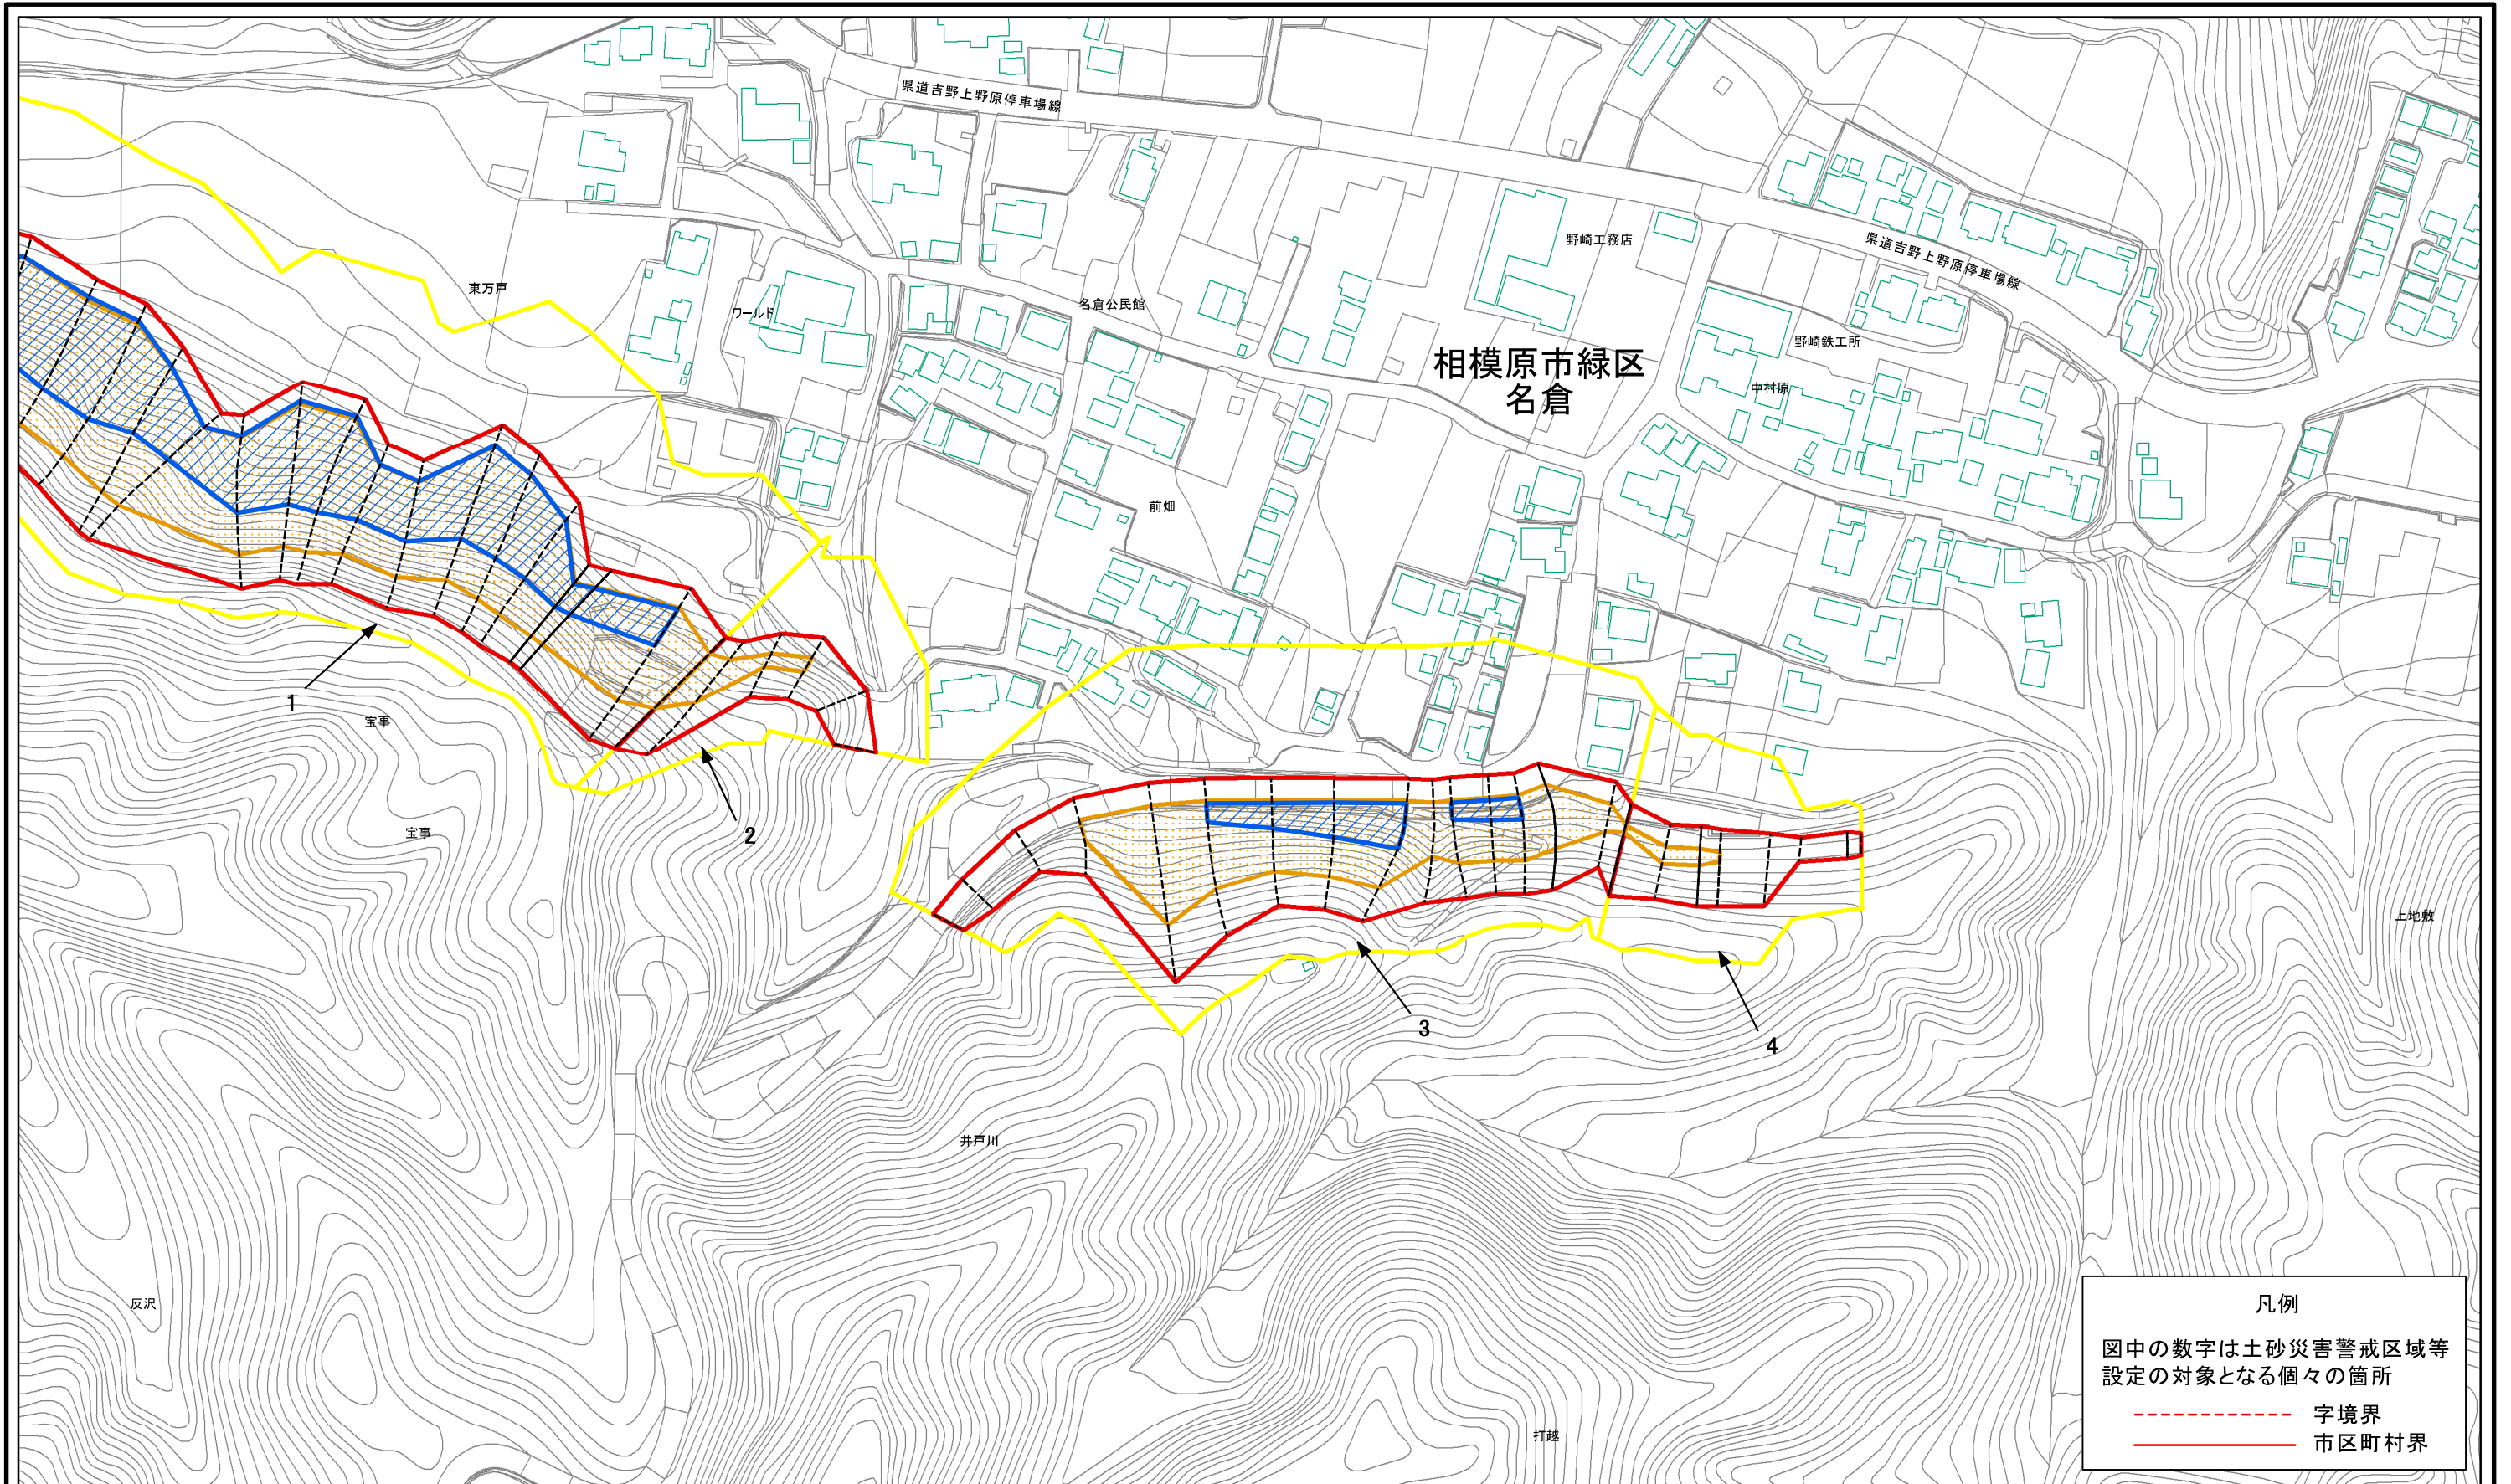 県道吉野上野原停車場線
野崎工務店
県道吉野上野原停車場線
東万戸
ワールド
名倉公民館
野崎鉄工所
相模原市緑区
名倉
中村原
前畑
1
宝事
2
宝事
上地敷
3
4
井戸川
反沢
打越
凡例
図中の数字は土砂災害警戒区域等
設定の対象となる個々の箇所
字境界
市区町村界